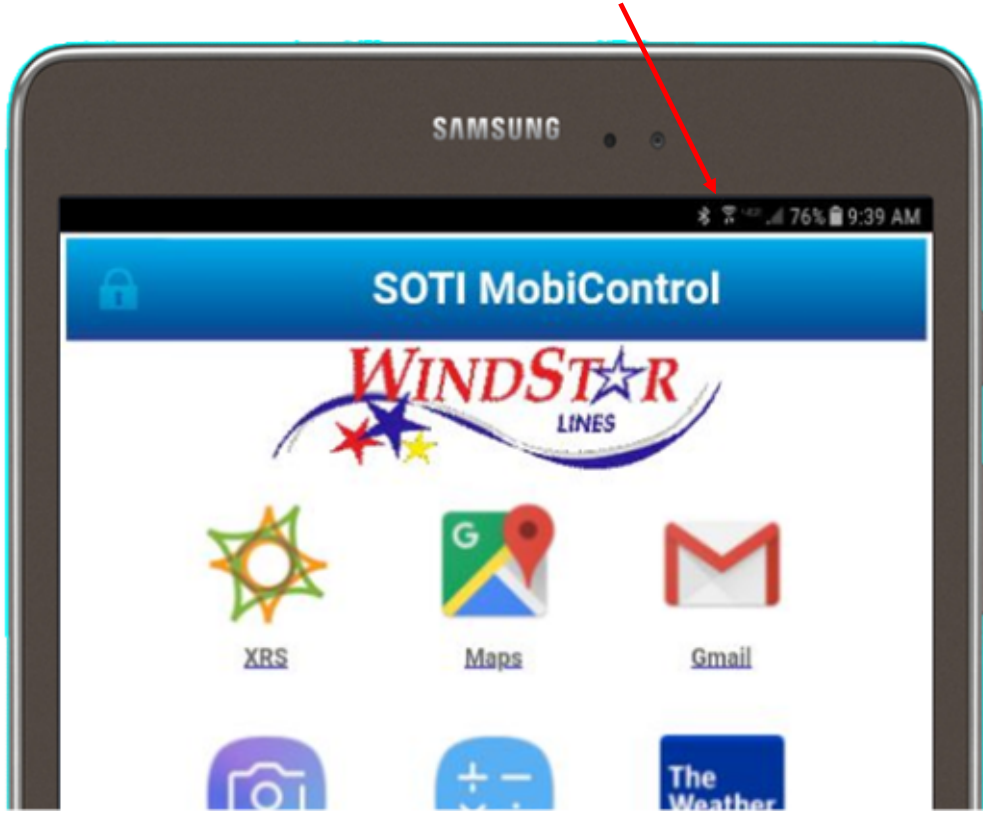 SAMSUNG
76% 9:39 AM
SOTI MobiControl
WINDSTAR
LINES
G
XRS Maps Gmail
The
Weather